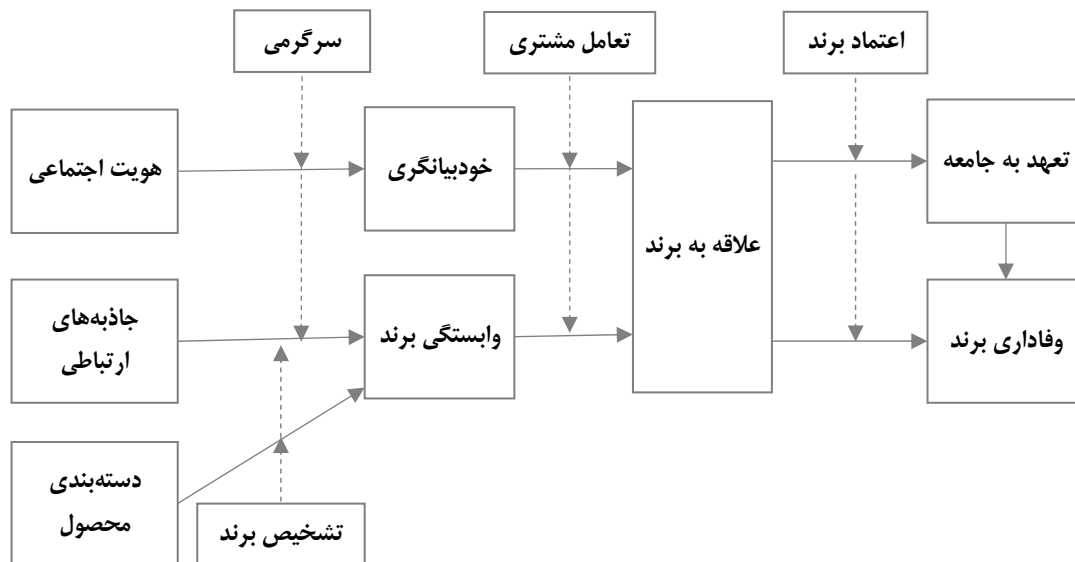 سرگرمی
تعامل مشتری
اعتماد برند
هویت اجتماعی
خودبیانگری
علاقه به برند
تعهد به جامعه
جاذبه‌های
ارتباطی
وابستگی برند
وفاداری برند
دسته‌بندی
محصول
تشخیص برند